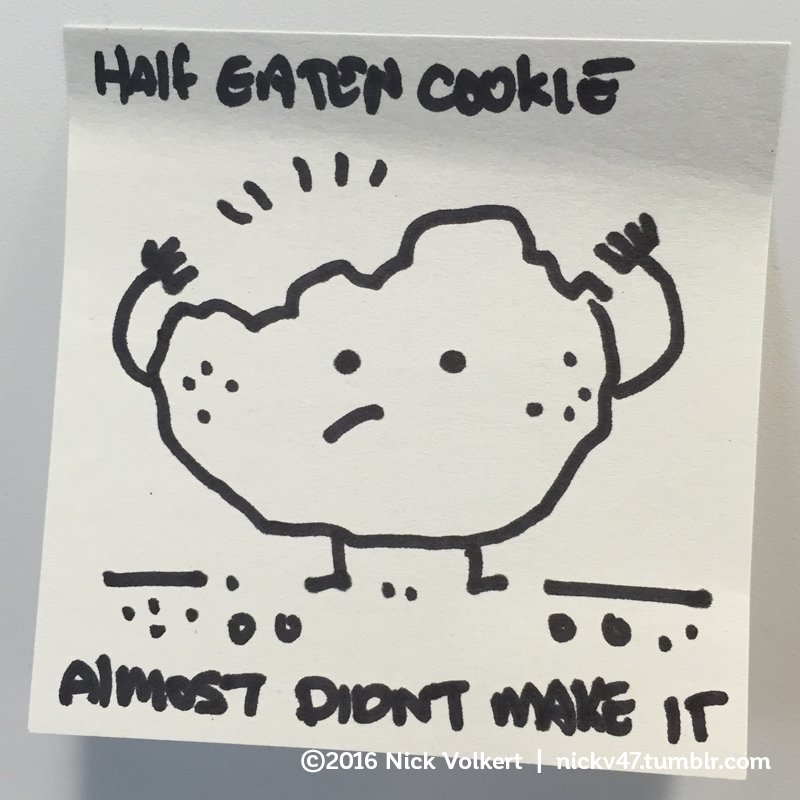 HAlf EATEN COOKIE
AlMOST DIDNT MAKE IT
©2016 Nick Volkert | nickv47.tumblr.com